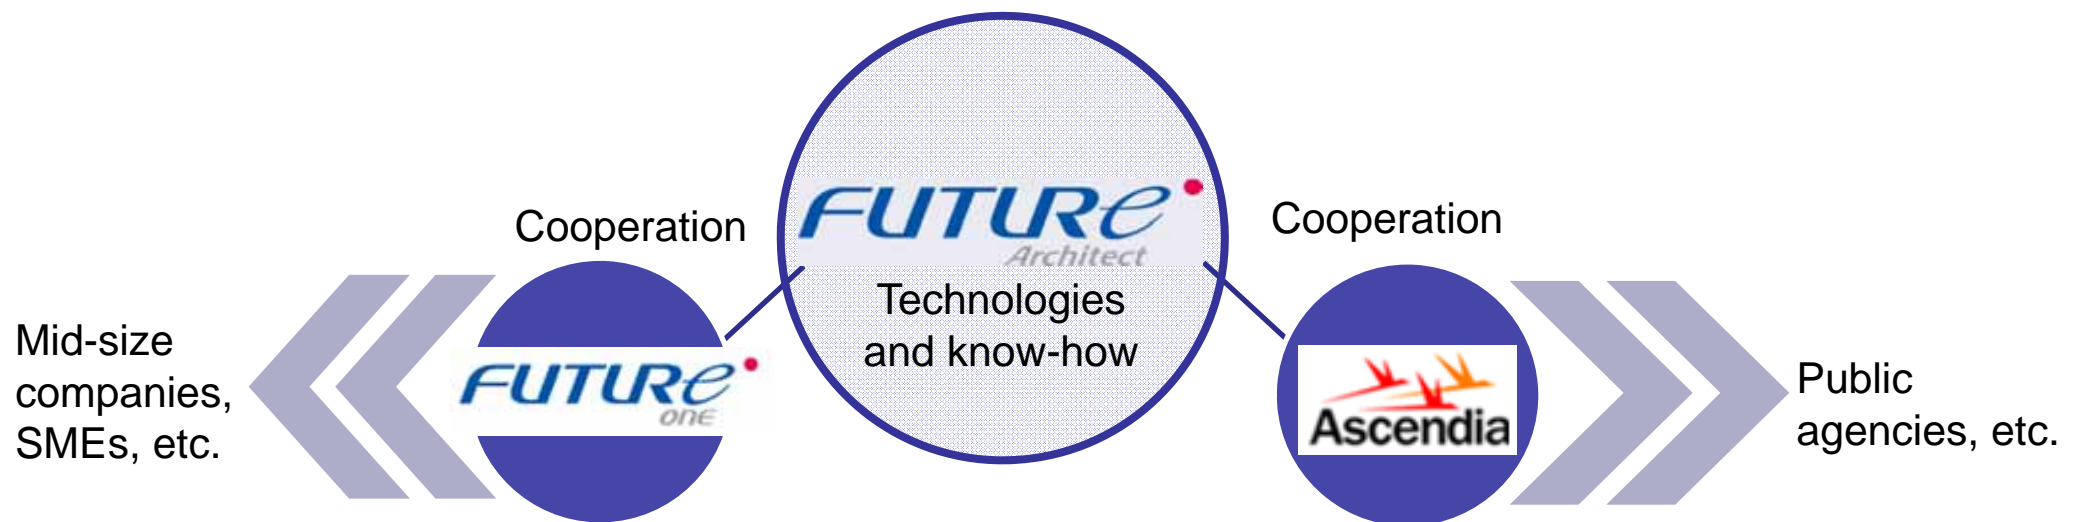 FUTURe
Architect
Technologies
and know-how
Cooperation
Cooperation
Mid-size
companies,
SMEs, etc.
FUTURe
one
Ascendia
Public
agencies, etc.